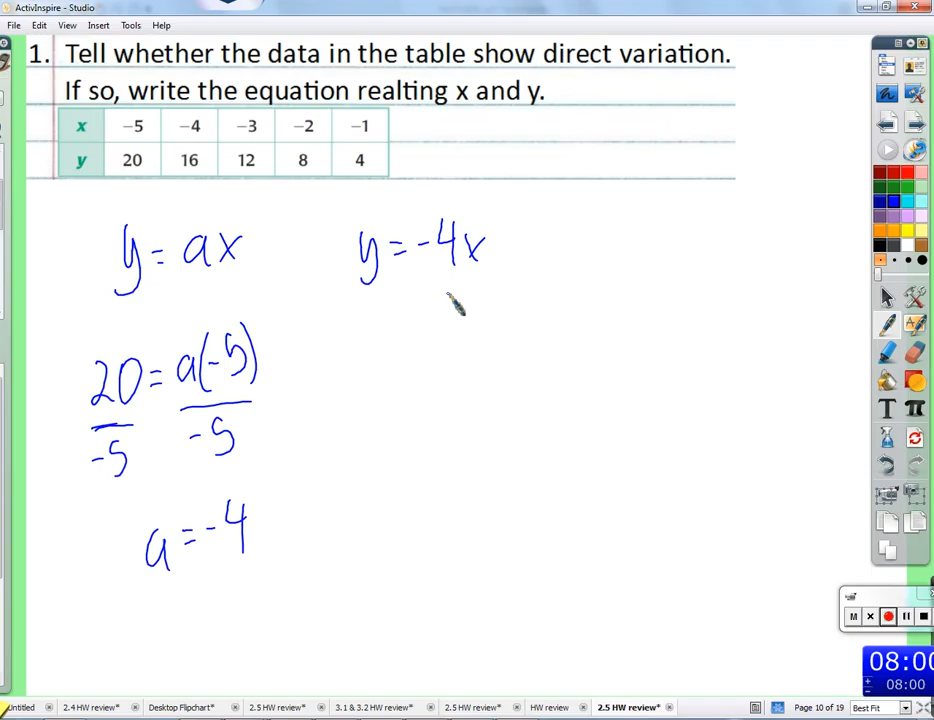 ActivInspire - Studio
File Edit View Insert Tools Help
1. Tell whether the data in the table show direct variation.
If so, write the equation realting x and y.
x −5 −4 −3 −2 −1
y 20 16 12 8 4
y = ax
y = -4x
20 = a(-5)
-5 -5
a = -4
M
08:00
08:00
Untitled 2.4 HW review* Desktop Flipchart* 2.5 HW review* 3.1 & 3.2 HW review* 2.5 HW review* HW review 2.5 HW review* Page 10 of 19 Best Fit